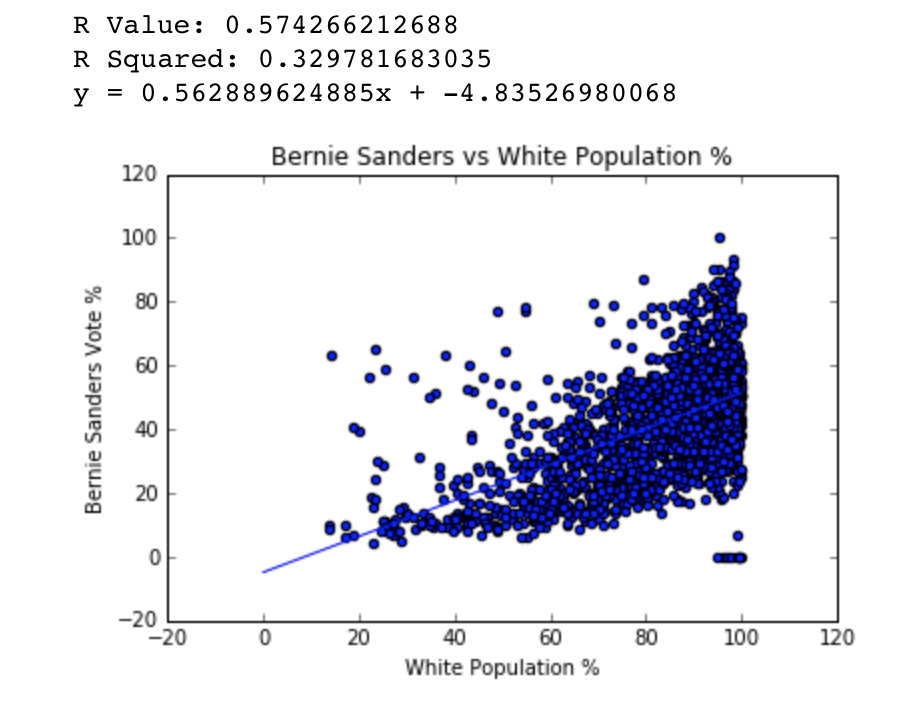 R Value: 0.574266212688
R Squared: 0.329781683035
y = 0.562889624885x + -4.83526980068
Bernie Sanders vs White Population %
120
100
80
60
40
20
0
−20
Bernie Sanders Vote %
−20 0 20 40 60 80 100 120
White Population %